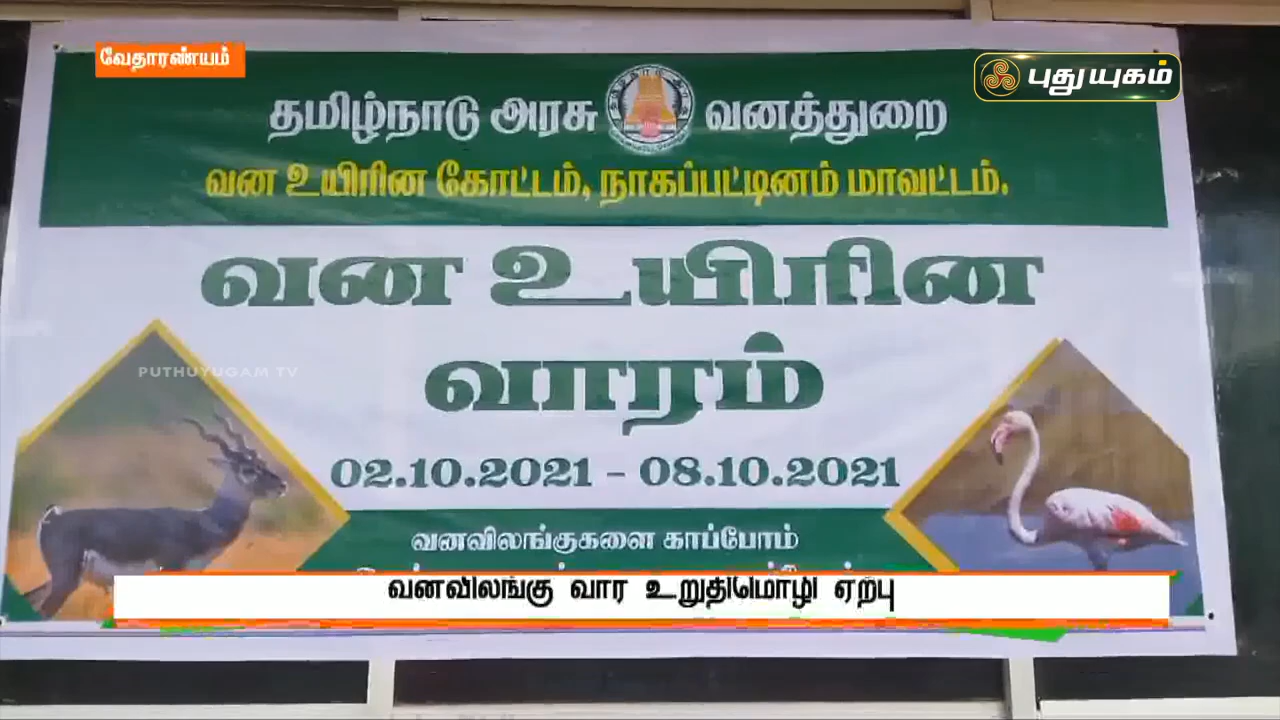 வேதாரண்யம்
புதுயுகம்
தமிழ்நாடு அரசு வனத்துறை
வன உயிரின கோட்டம், நாகப்பட்டினம் மாவட்டம்.
வன உயிரின
வாரம்
PUTHUYUGAM TV
02.10.2021 - 08.10.2021
வனவிலங்குகளை காப்போம்
வனவிலங்கு வார உறுதிமொழி ஏற்பு